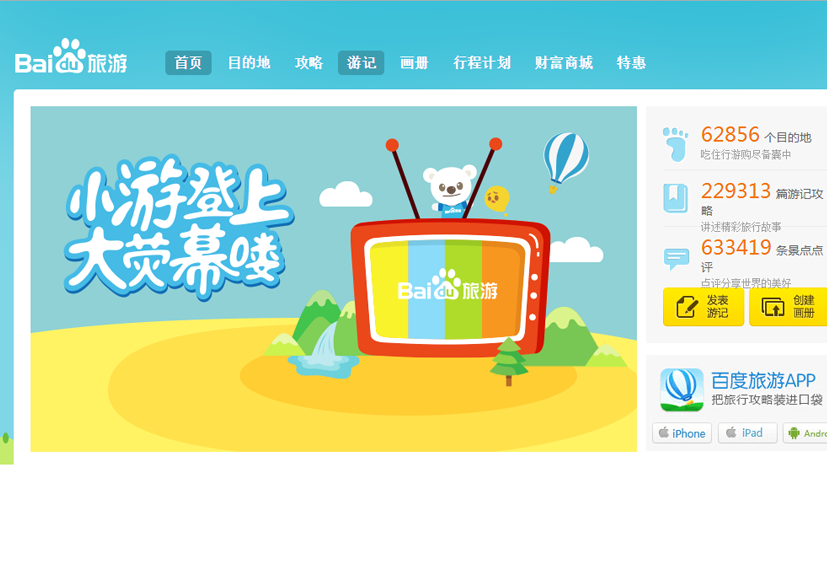 Baidu旅游
首页 目的地 攻略 游记 画册 行程计划 财富商城 特惠
小游登上
大荧幕喽
Baidu旅游
62856 个目的地
吃住行游购尽备囊中
229313 篇游记攻
略
讲述精彩旅行故事
633419 条景点点
评
点评分享世界的美好
发表
游记
创建
画册
百度旅游APP
把旅行攻略装进口袋
iPhone iPad Andro